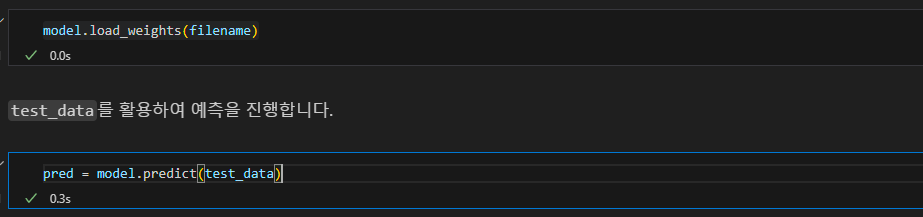 model.load_weights(filename)
0.0s
test_data를 활용하여 예측을 진행합니다.
pred = model.predict(test_data)
0.3s